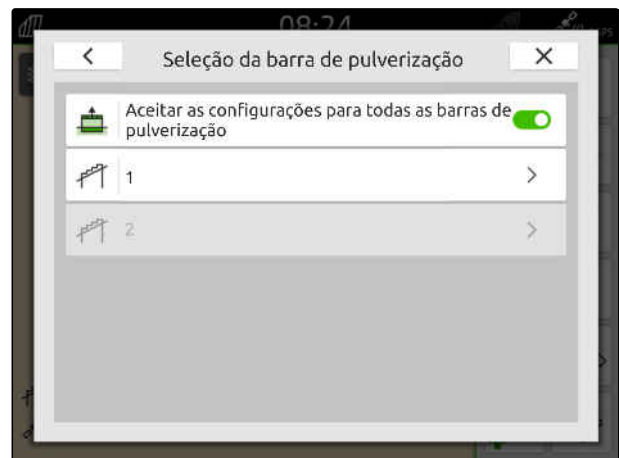 08:24
Seleção da barra de pulverização
Aceitar as configurações para todas as barras de
pulverização
1
2